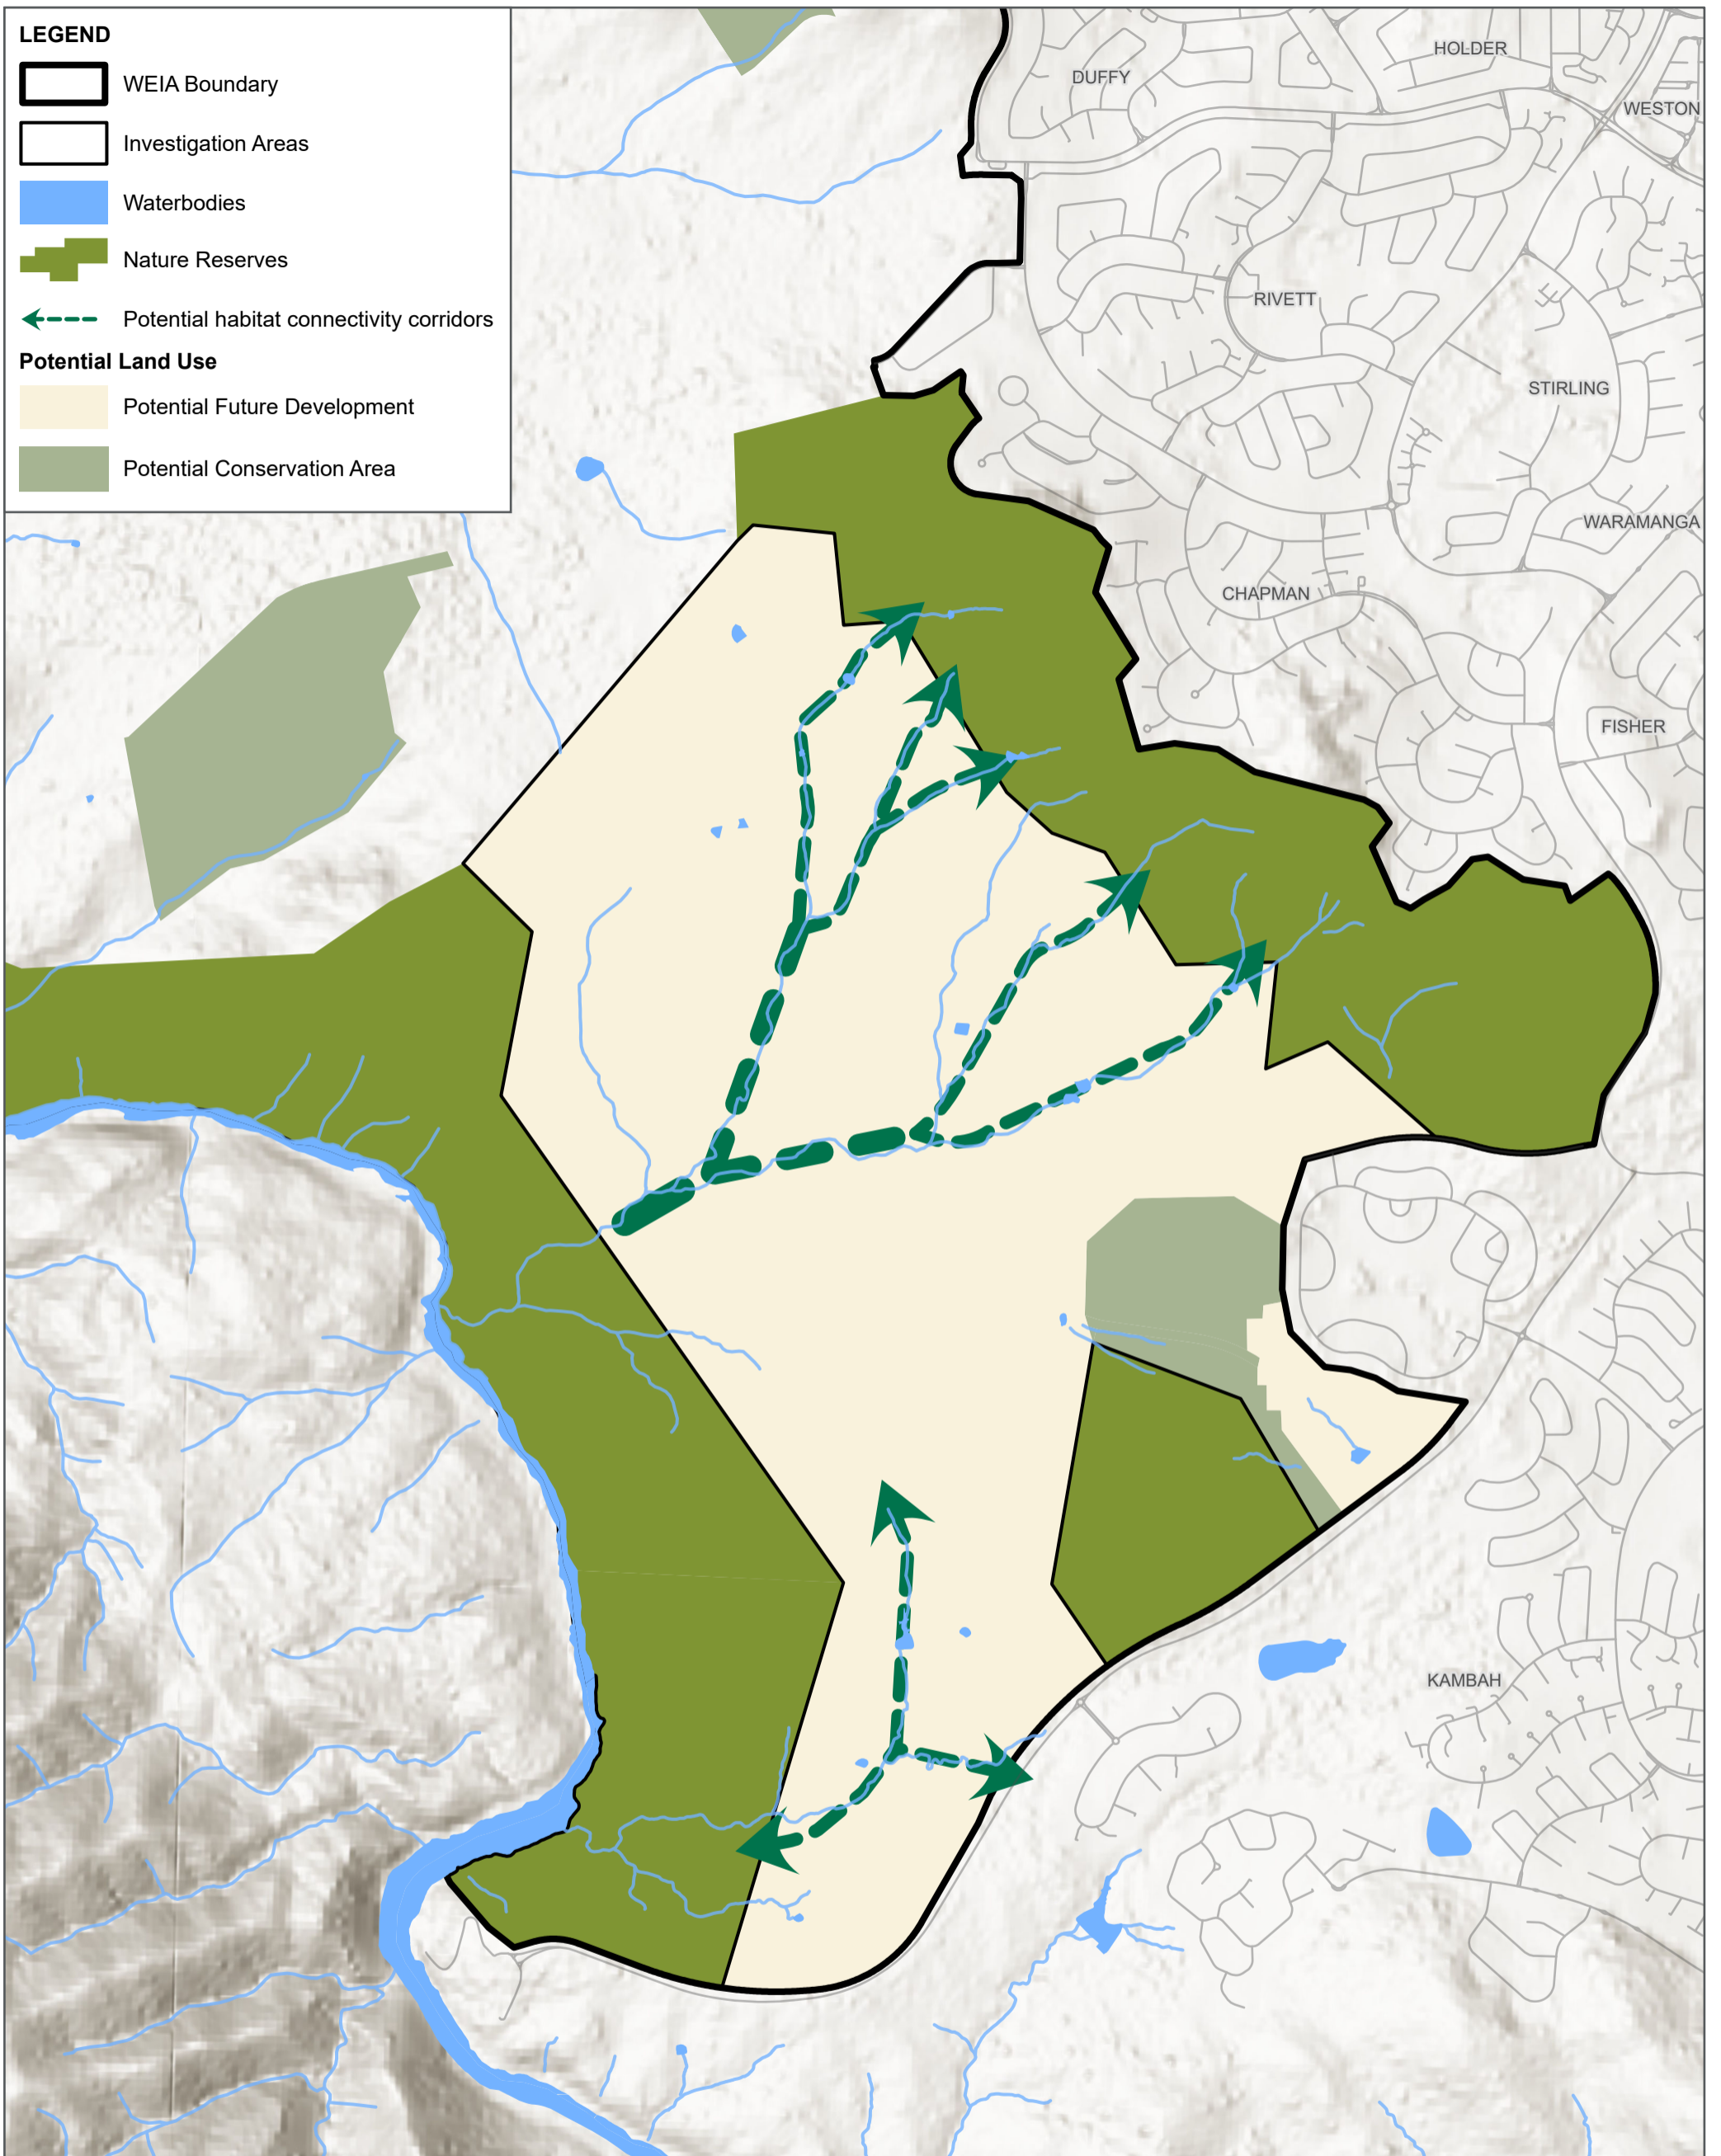 LEGEND
WEIA Boundary
Investigation Areas
Waterbodies
Nature Reserves
Potential habitat connectivity corridors
Potential Land Use
Potential Future Development
Potential Conservation Area
HOLDER
DUFFY
WESTON
RIVETT
STIRLING
WARAMANGA
CHAPMAN
FISHER
KAMBAH